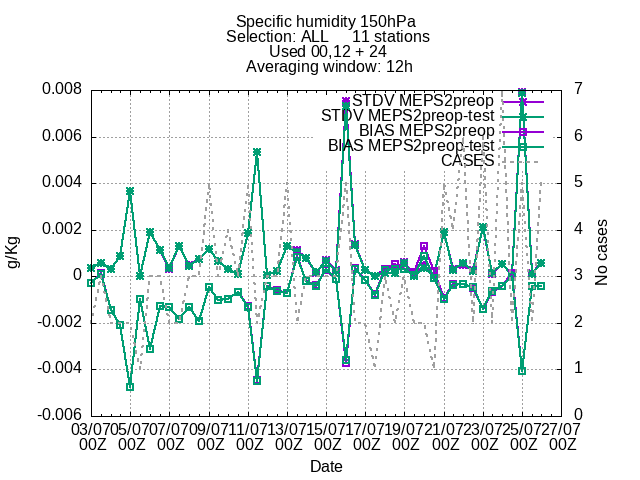 Specific humidity 150hPa
Selection: ALL 11 stations
Used 00,12 + 24
Averaging window: 12h
STDV MEPS2preop
STDV MEPS2preop-test
BIAS MEPS2preop
BIAS MEPS2preop-test
CASES
0.008
0.006
0.004
0.002
0
-0.002
-0.004
-0.006
g/Kg
7
6
5
4
3
2
1
0
No cases
03/07 05/07 07/07 09/07 11/07 13/07 15/07 17/07 19/07 21/07 23/07 25/07 27/07
00Z 00Z 00Z 00Z 00Z 00Z 00Z 00Z 00Z 00Z 00Z 00Z 00Z
Date